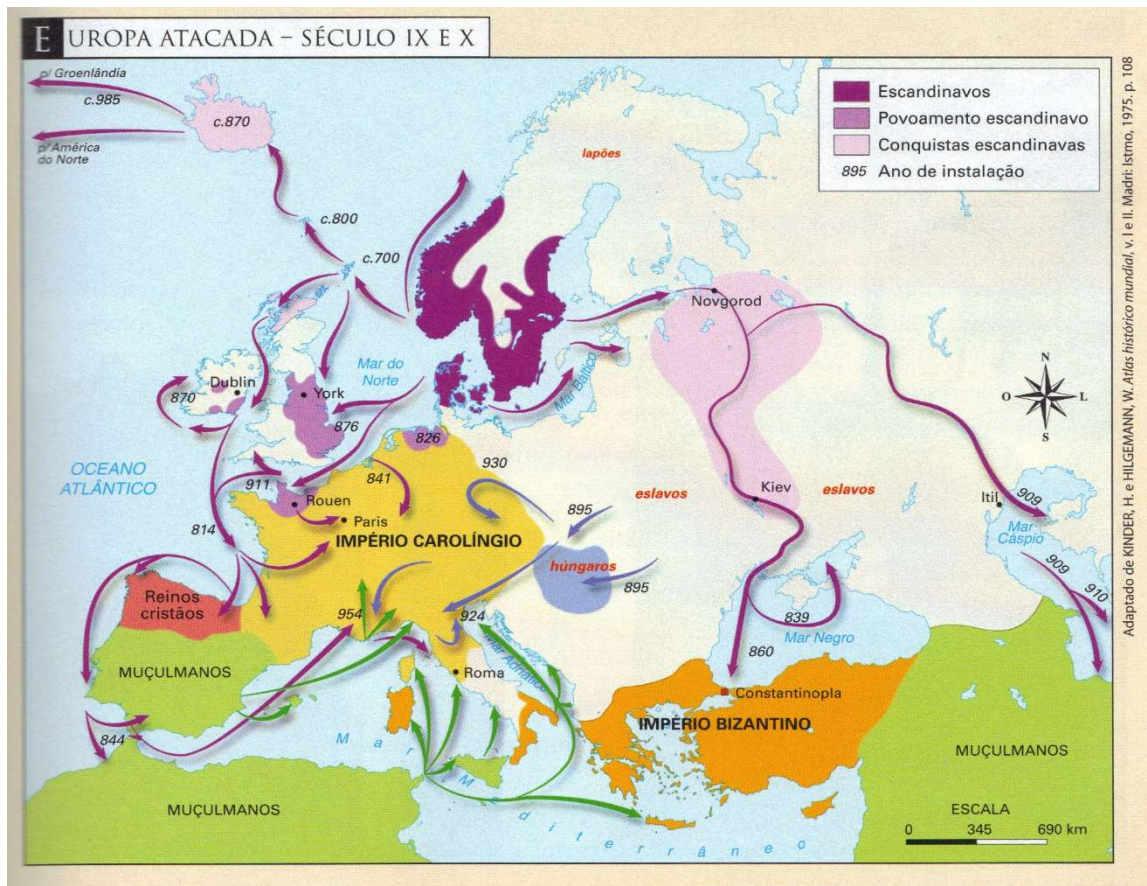 EUROPA ATACADA – SÉCULO IX E X
Escandinavos
Povoamento escandinavo
Conquistas escandinavas
895 Ano de instalação
p/ Groenlândia
c.985
c.870
p/ América
do Norte
lapões
c.800
c.700
Novgorod
Mar do
Norte
Mar Báltico
Dublin
870
York
876
826
N
O
L
S
OCEANO
ATLÂNTICO
930
911
841
Rouen
eslavos
Kiev
eslavos
Itil
909
814
Paris
895
IMPÉRIO CAROLÍNGIO
Mar
Cáspio
húngaros
895
909
910
Reinos
cristãos
954
924
839
Mar Negro
MUÇULMANOS
Mar Adriático
860
Roma
Constantinopla
IMPÉRIO BIZANTINO
844
MUÇULMANOS
Mar Mediterrâneo
MUÇULMANOS
ESCALA
0 345 690 km
Adaptado de KINDER, H. e HILGEMANN, W. Atlas histórico mundial, v. I e II. Madri: Istmo, 1975. p. 108